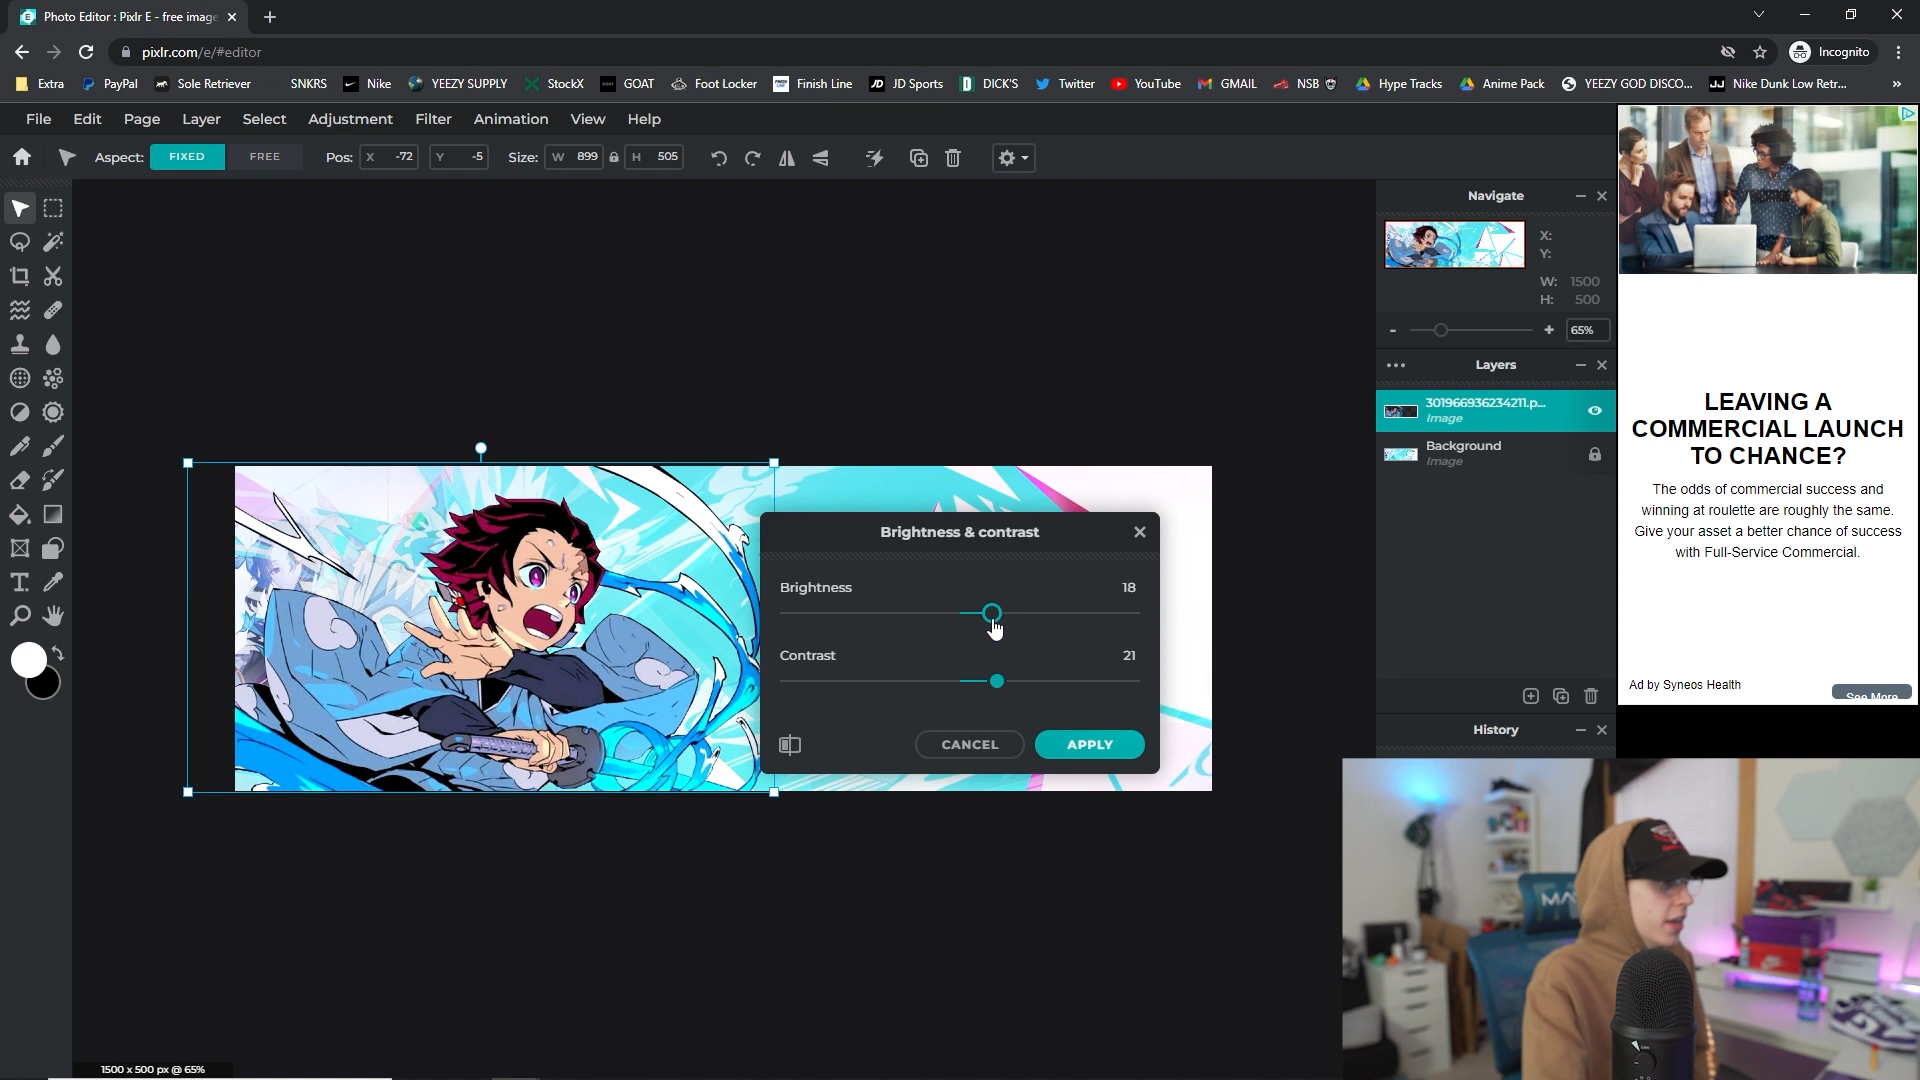 Photo Editor : Pixlr E - free image
pixlr.com/e/#editor
Incognito
Extra
PayPal
Sole Retriever
SNKRS
Nike
YEEZY SUPPLY
StockX
GOAT
Foot Locker
Finish Line
JD Sports
DICK'S
Twitter
YouTube
GMAIL
NSB
Hype Tracks
Anime Pack
YEEZY GOD DISCO...
Nike Dunk Low Retr...
»
File
Edit
Page
Layer
Select
Adjustment
Filter
Animation
View
Help
Aspect:
FIXED
FREE
Pos:
X -72
Y -5
Size:
W 899
H 505
Navigate
X:
Y:
W: 1500
H: 500
65%
Layers
301966936234211.p...
Image
Background
Image
Brightness & contrast
Brightness
18
Contrast
21
CANCEL
APPLY
History
LEAVING A
COMMERCIAL LAUNCH
TO CHANCE?
The odds of commercial success and
winning at roulette are roughly the same.
Give your asset a better chance of success
with Full-Service Commercial.
Ad by Syneos Health
See More
MA
1500 x 500 px @ 65%